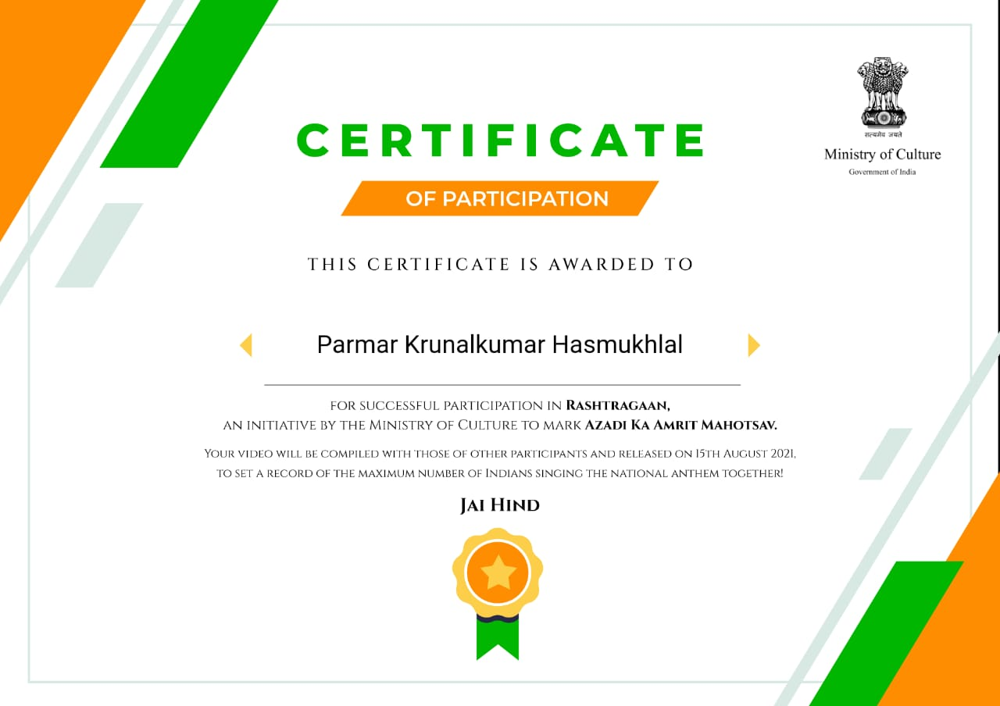 सत्यमेव जयते
Ministry of Culture
Government of India
CERTIFICATE
OF PARTICIPATION
THIS CERTIFICATE IS AWARDED TO
Parmar Krunalkumar Hasmukhlal
FOR SUCCESSFUL PARTICIPATION IN RASHTRAGAAN,
AN INITIATIVE BY THE MINISTRY OF CULTURE TO MARK AZADI KA AMRIT MAHOTSAV.
YOUR VIDEO WILL BE COMPILED WITH THOSE OF OTHER PARTICIPANTS AND RELEASED ON 15TH AUGUST 2021,
TO SET A RECORD OF THE MAXIMUM NUMBER OF INDIANS SINGING THE NATIONAL ANTHEM TOGETHER!
JAI HIND